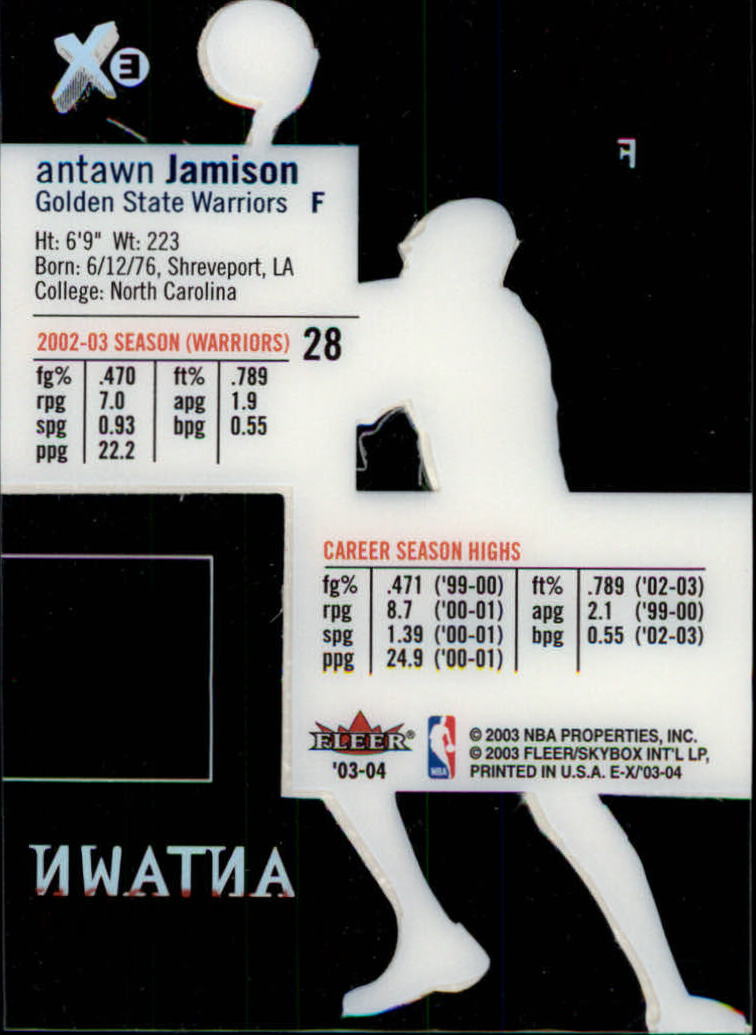 EX
F
antawn Jamison
Golden State Warriors F
Ht: 6'9" Wt: 223
Born: 6/12/76, Shreveport, LA
College: North Carolina
2002-03 SEASON (WARRIORS) 28
fg% .470 ft% .789
rpg 7.0 apg 1.9
spg 0.93 bpg 0.55
ppg 22.2
CAREER SEASON HIGHS
fg% .471 ('99-00) ft% .789 ('02-03)
rpg 8.7 ('00-01) apg 2.1 ('99-00)
spg 1.39 ('00-01) bpg 0.55 ('02-03)
ppg 24.9 ('00-01)
FLEER®
'03-04
NBA
© 2003 NBA PROPERTIES, INC.
© 2003 FLEER/SKYBOX INT'L LP,
PRINTED IN U.S.A. E-X/'03-04
ANTAWN